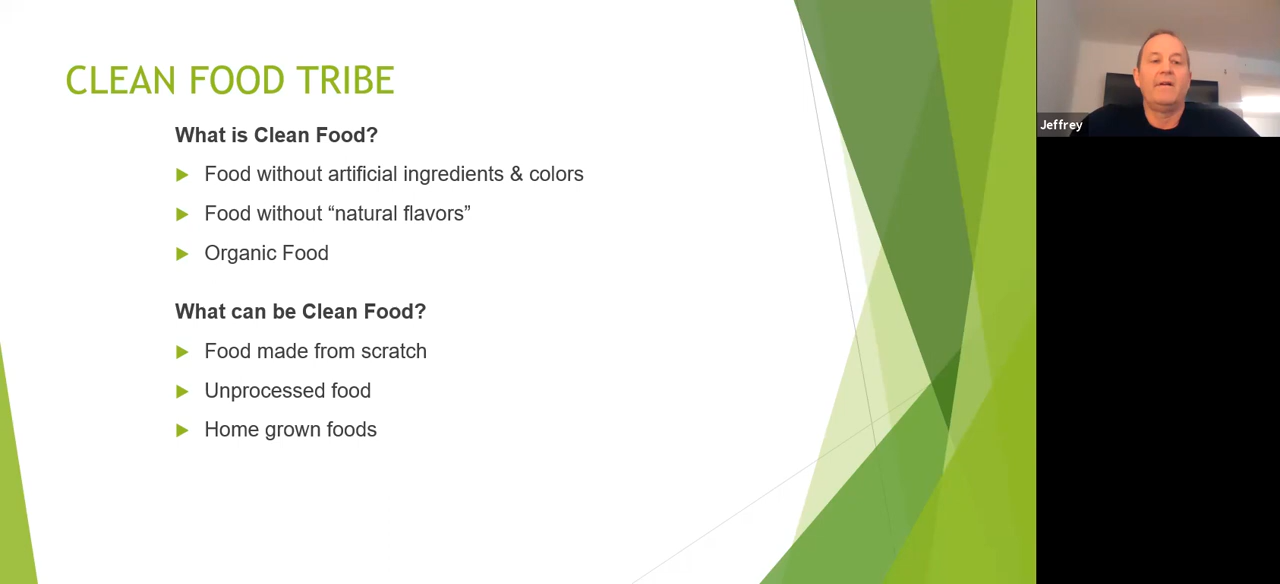 CLEAN FOOD TRIBE
What is Clean Food?
Food without artificial ingredients & colors
Food without “natural flavors”
Organic Food
What can be Clean Food?
Food made from scratch
Unprocessed food
Home grown foods
Jeffrey